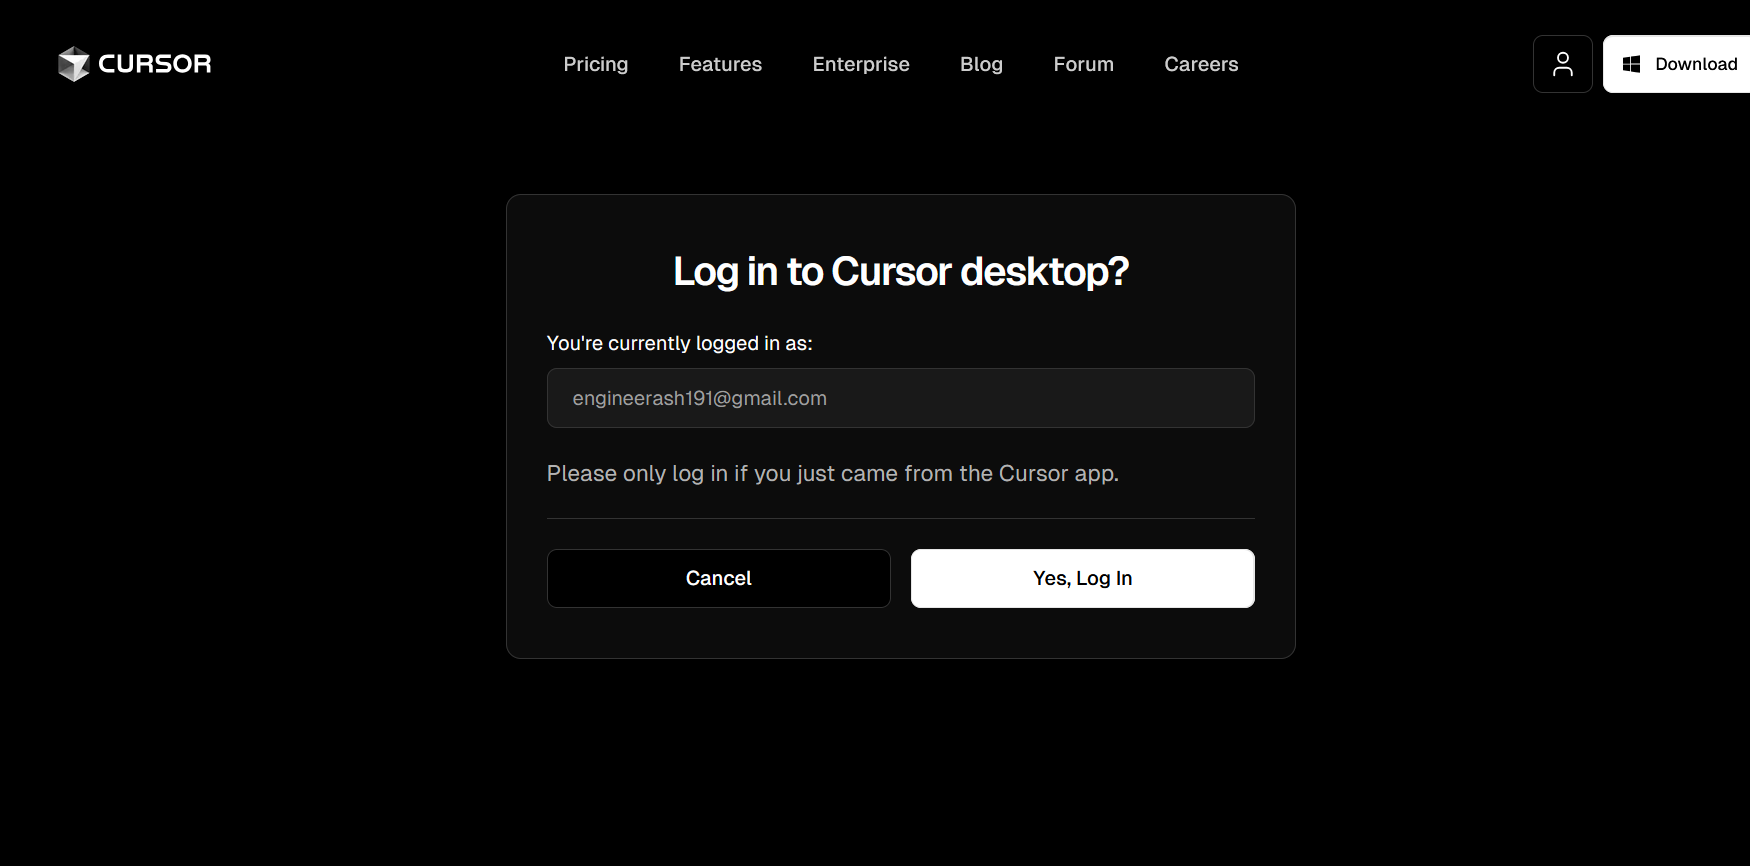 CURSOR
Pricing Features Enterprise Blog Forum Careers
Download
Log in to Cursor desktop?
You're currently logged in as:
engineerash191@gmail.com
Please only log in if you just came from the Cursor app.
Cancel
Yes, Log In